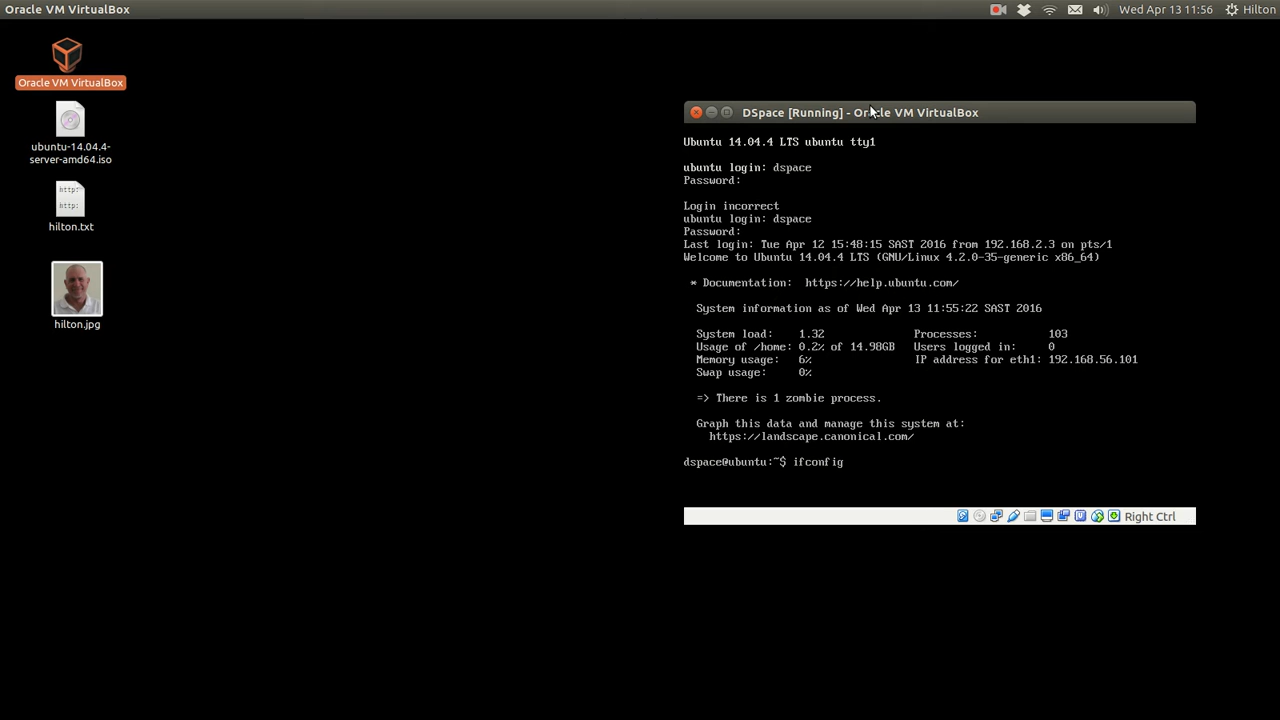 Oracle VM VirtualBox
Wed Apr 13 11:56
Hilton
Oracle VM VirtualBox
ubuntu-14.04.4-
server-amd64.iso
http:
http:
hilton.txt
hilton.jpg
DSpace [Running] - Oracle VM VirtualBox
Ubuntu 14.04.4 LTS ubuntu tty1
ubuntu login: dspace
Password:
Login incorrect
ubuntu login: dspace
Password:
Last login: Tue Apr 12 15:48:15 SAST 2016 from 192.168.2.3 on pts/1
Welcome to Ubuntu 14.04.4 LTS (GNU/Linux 4.2.0-35-generic x86_64)
* Documentation:  https://help.ubuntu.com/
System information as of Wed Apr 13 11:55:22 SAST 2016
System load:   1.32              Processes:           103
Usage of /home: 0.2% of 14.98GB   Users logged in:     0
Memory usage:  6%                IP address for eth1: 192.168.56.101
Swap usage:    0%
=> There is 1 zombie process.
Graph this data and manage this system at:
https://landscape.canonical.com/
dspace@ubuntu:~$ ifconfig
Right Ctrl